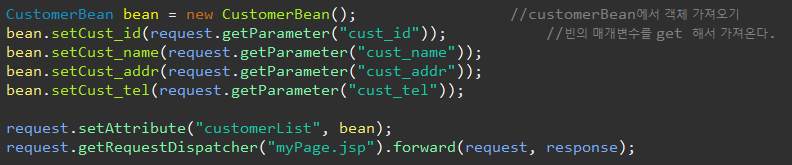 CustomerBean bean = new CustomerBean(); //customerBean에서 객체 가져오기
bean.setCust_id(request.getParameter("cust_id")); //빈의 매개변수를 get 해서 가져온다.
bean.setCust_name(request.getParameter("cust_name"));
bean.setCust_addr(request.getParameter("cust_addr"));
bean.setCust_tel(request.getParameter("cust_tel"));
request.setAttribute("customerList", bean);
request.getRequestDispatcher("myPage.jsp").forward(request, response);